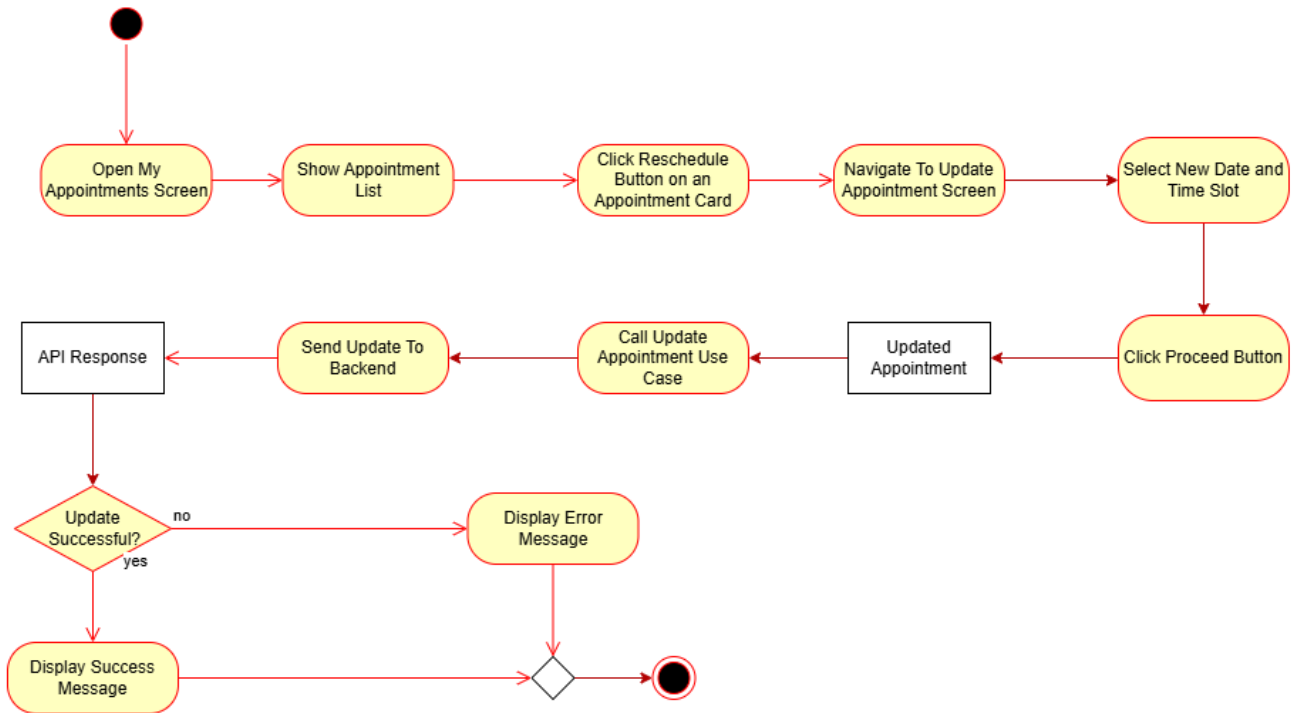 Open My
Appointments Screen
Show Appointment
List
Click Reschedule
Button on an
Appointment Card
Navigate To Update
Appointment Screen
Select New Date and
Time Slot
API Response
Send Update To
Backend
Call Update
Appointment Use
Case
Updated
Appointment
Click Proceed Button
Update
Successful?
no
yes
Display Error
Message
Display Success
Message